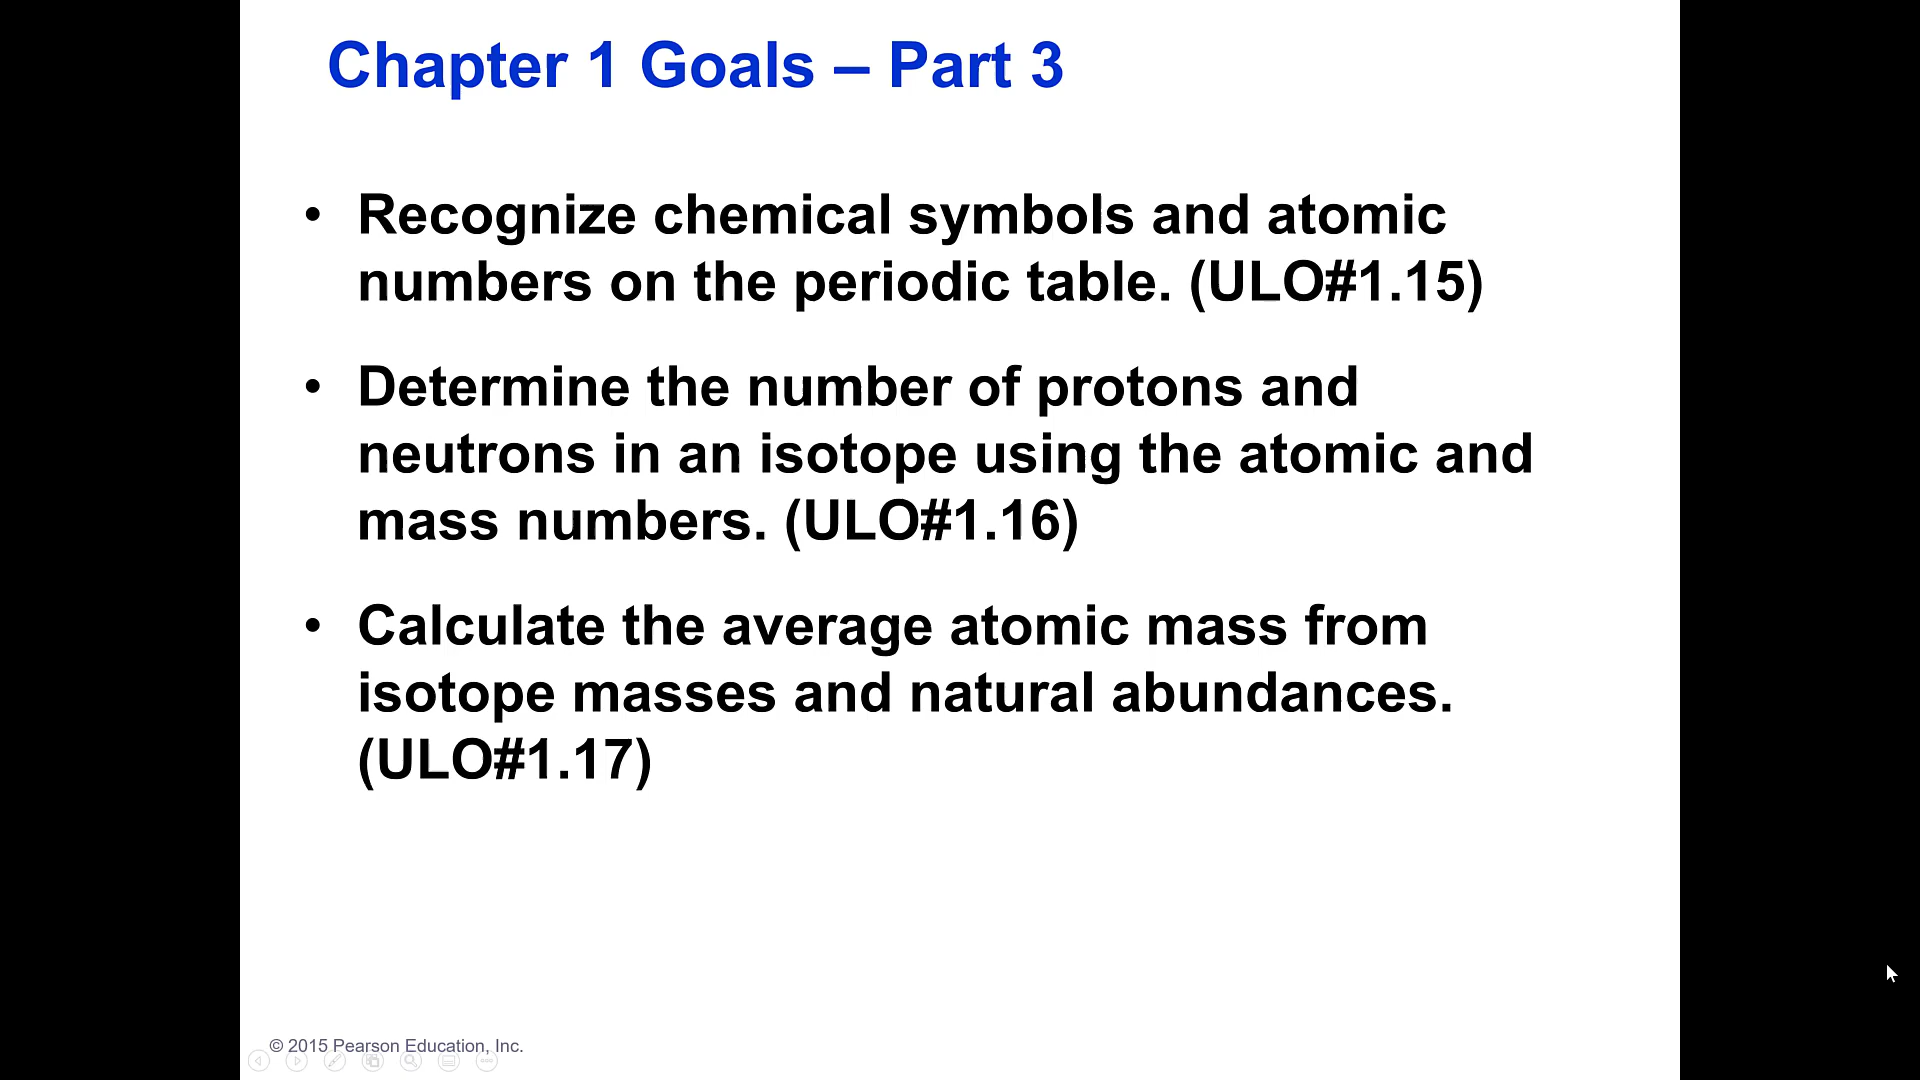 Chapter 1 Goals – Part 3
• Recognize chemical symbols and atomic
numbers on the periodic table. (ULO#1.15)
• Determine the number of protons and
neutrons in an isotope using the atomic and
mass numbers. (ULO#1.16)
• Calculate the average atomic mass from
isotope masses and natural abundances.
(ULO#1.17)
© 2015 Pearson Education, Inc.